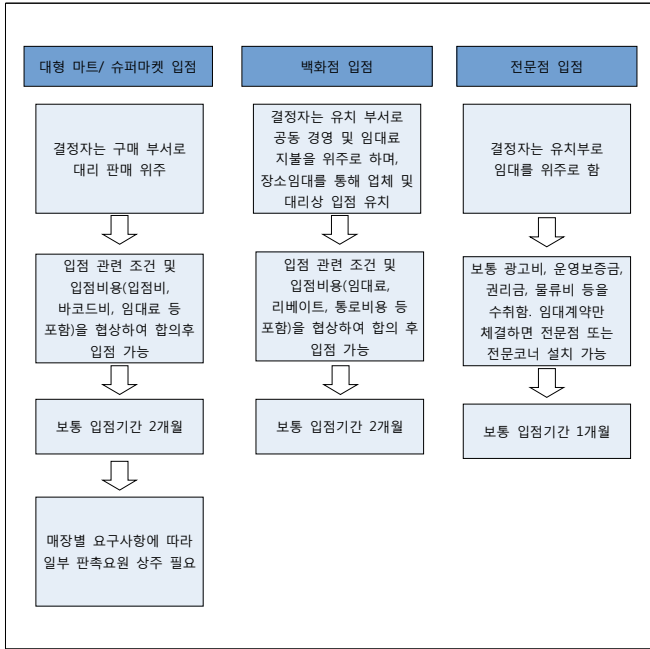 대형 마트/ 슈퍼마켓 입점
결정자는 구매 부서로
대리 판매 위주
입점 관련 조건 및
입점비용(입점비,
바코드비, 임대료 등
포함)을 협상하여 합의후
입점 가능
보통 입점기간 2개월
매장별 요구사항에 따라
일부 판촉요원 상주 필요
백화점 입점
결정자는 유치 부서로
공동 경영 및 임대료
지불을 위주로 하며,
장소임대를 통해 업체 및
대리상 입점 유치
입점 관련 조건 및
입점비용(임대료,
리베이트, 통로비용 등
포함)을 협상하여 합의 후
입점 가능
보통 입점기간 2개월
전문점 입점
결정자는 유치부로
임대를 위주로 함
보통 광고비, 운영보증금,
권리금, 물류비 등을
수취함. 임대계약만
체결하면 전문점 또는
전문코너 설치 가능
보통 입점기간 1개월